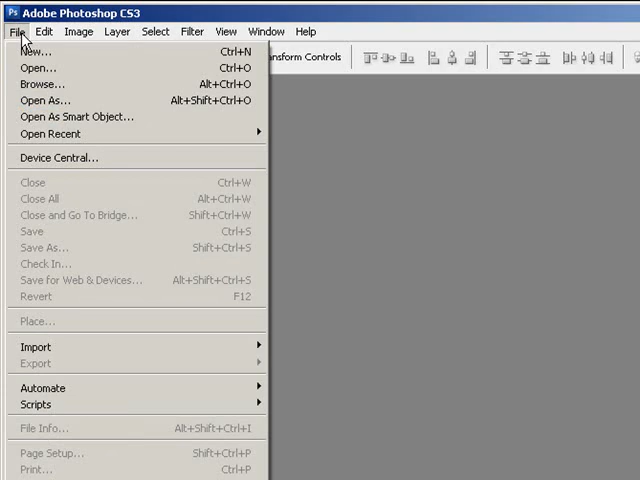 Ps Adobe Photoshop CS3
File Edit Image Layer Select Filter View Window Help
New... Ctrl+N
ansform Controls
Open... Ctrl+O
Browse... Alt+Ctrl+O
Open As... Alt+Shift+Ctrl+O
Open As Smart Object...
Open Recent
Device Central...
Close Ctrl+W
Close All Alt+Ctrl+W
Close and Go To Bridge... Shift+Ctrl+W
Save Ctrl+S
Save As... Shift+Ctrl+S
Check In...
Save for Web & Devices... Alt+Shift+Ctrl+S
Revert F12
Place...
Import
Export
Automate
Scripts
File Info... Alt+Shift+Ctrl+I
Page Setup... Shift+Ctrl+P
Print... Ctrl+P